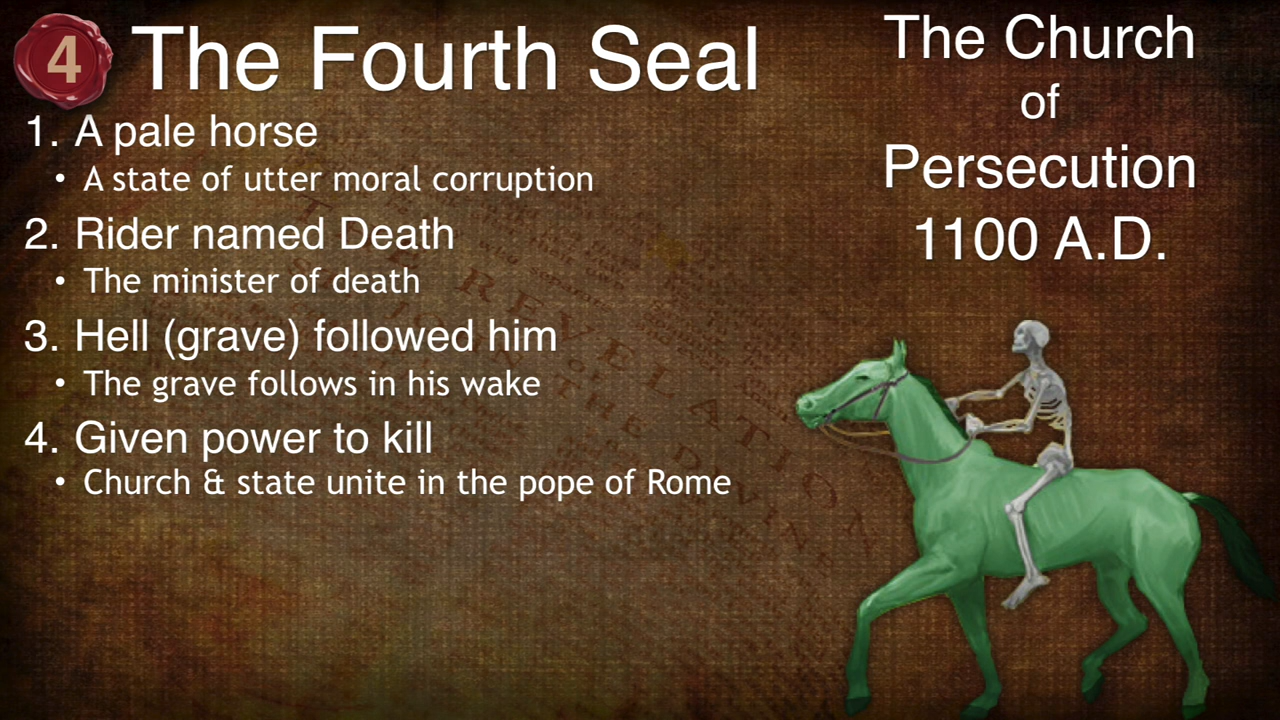 4
The Fourth Seal
1. A pale horse
• A state of utter moral corruption
2. Rider named Death
• The minister of death
3. Hell (grave) followed him
• The grave follows in his wake
4. Given power to kill
• Church & state unite in the pope of Rome
The Church
of
Persecution
1100 A.D.
REVELATION